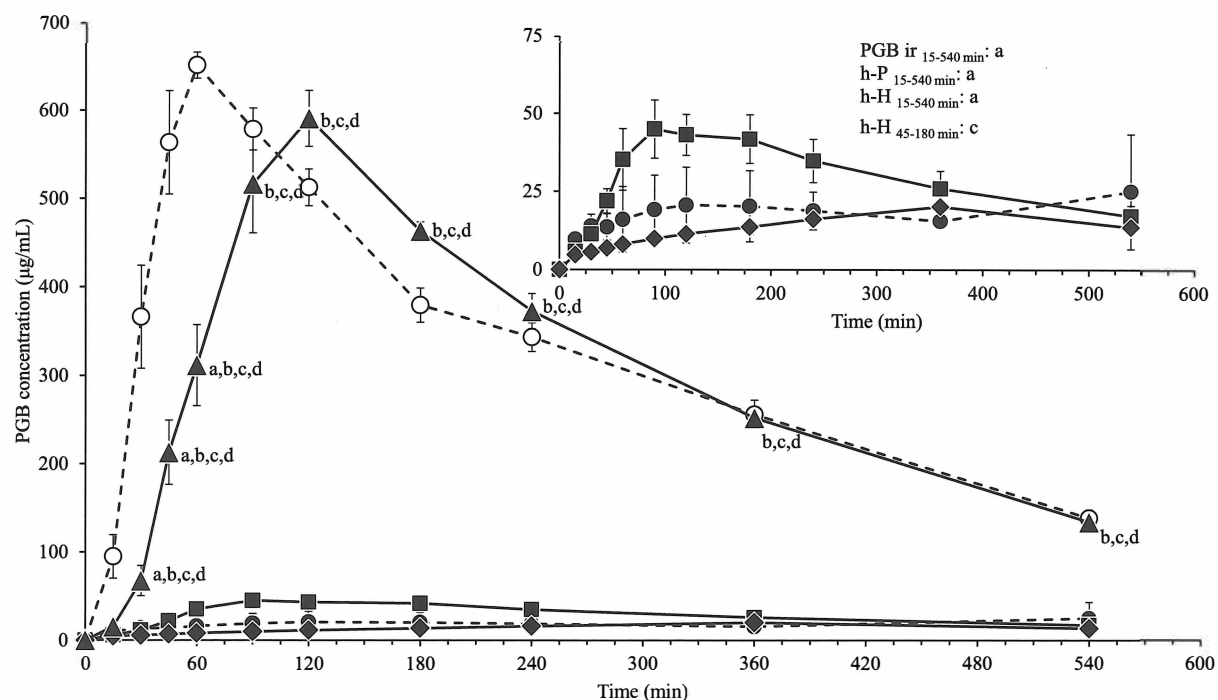 PGB concentration (µg/mL)
700
600
500
400
300
200
100
0
0 60 120 180 240 300 360 420 480 540 600
Time (min)
b,c,d
b,c,d
b,c,d
b,c,d
a,b,c,d
a,b,c,d
a,b,c,d
b,c,d
b,c,d
75
50
25
0
0 100 200 300 400 500 600
Time (min)
PGB ir 15-540 min: a
h-P 15-540 min: a
h-H 15-540 min: a
h-H 45-180 min: c